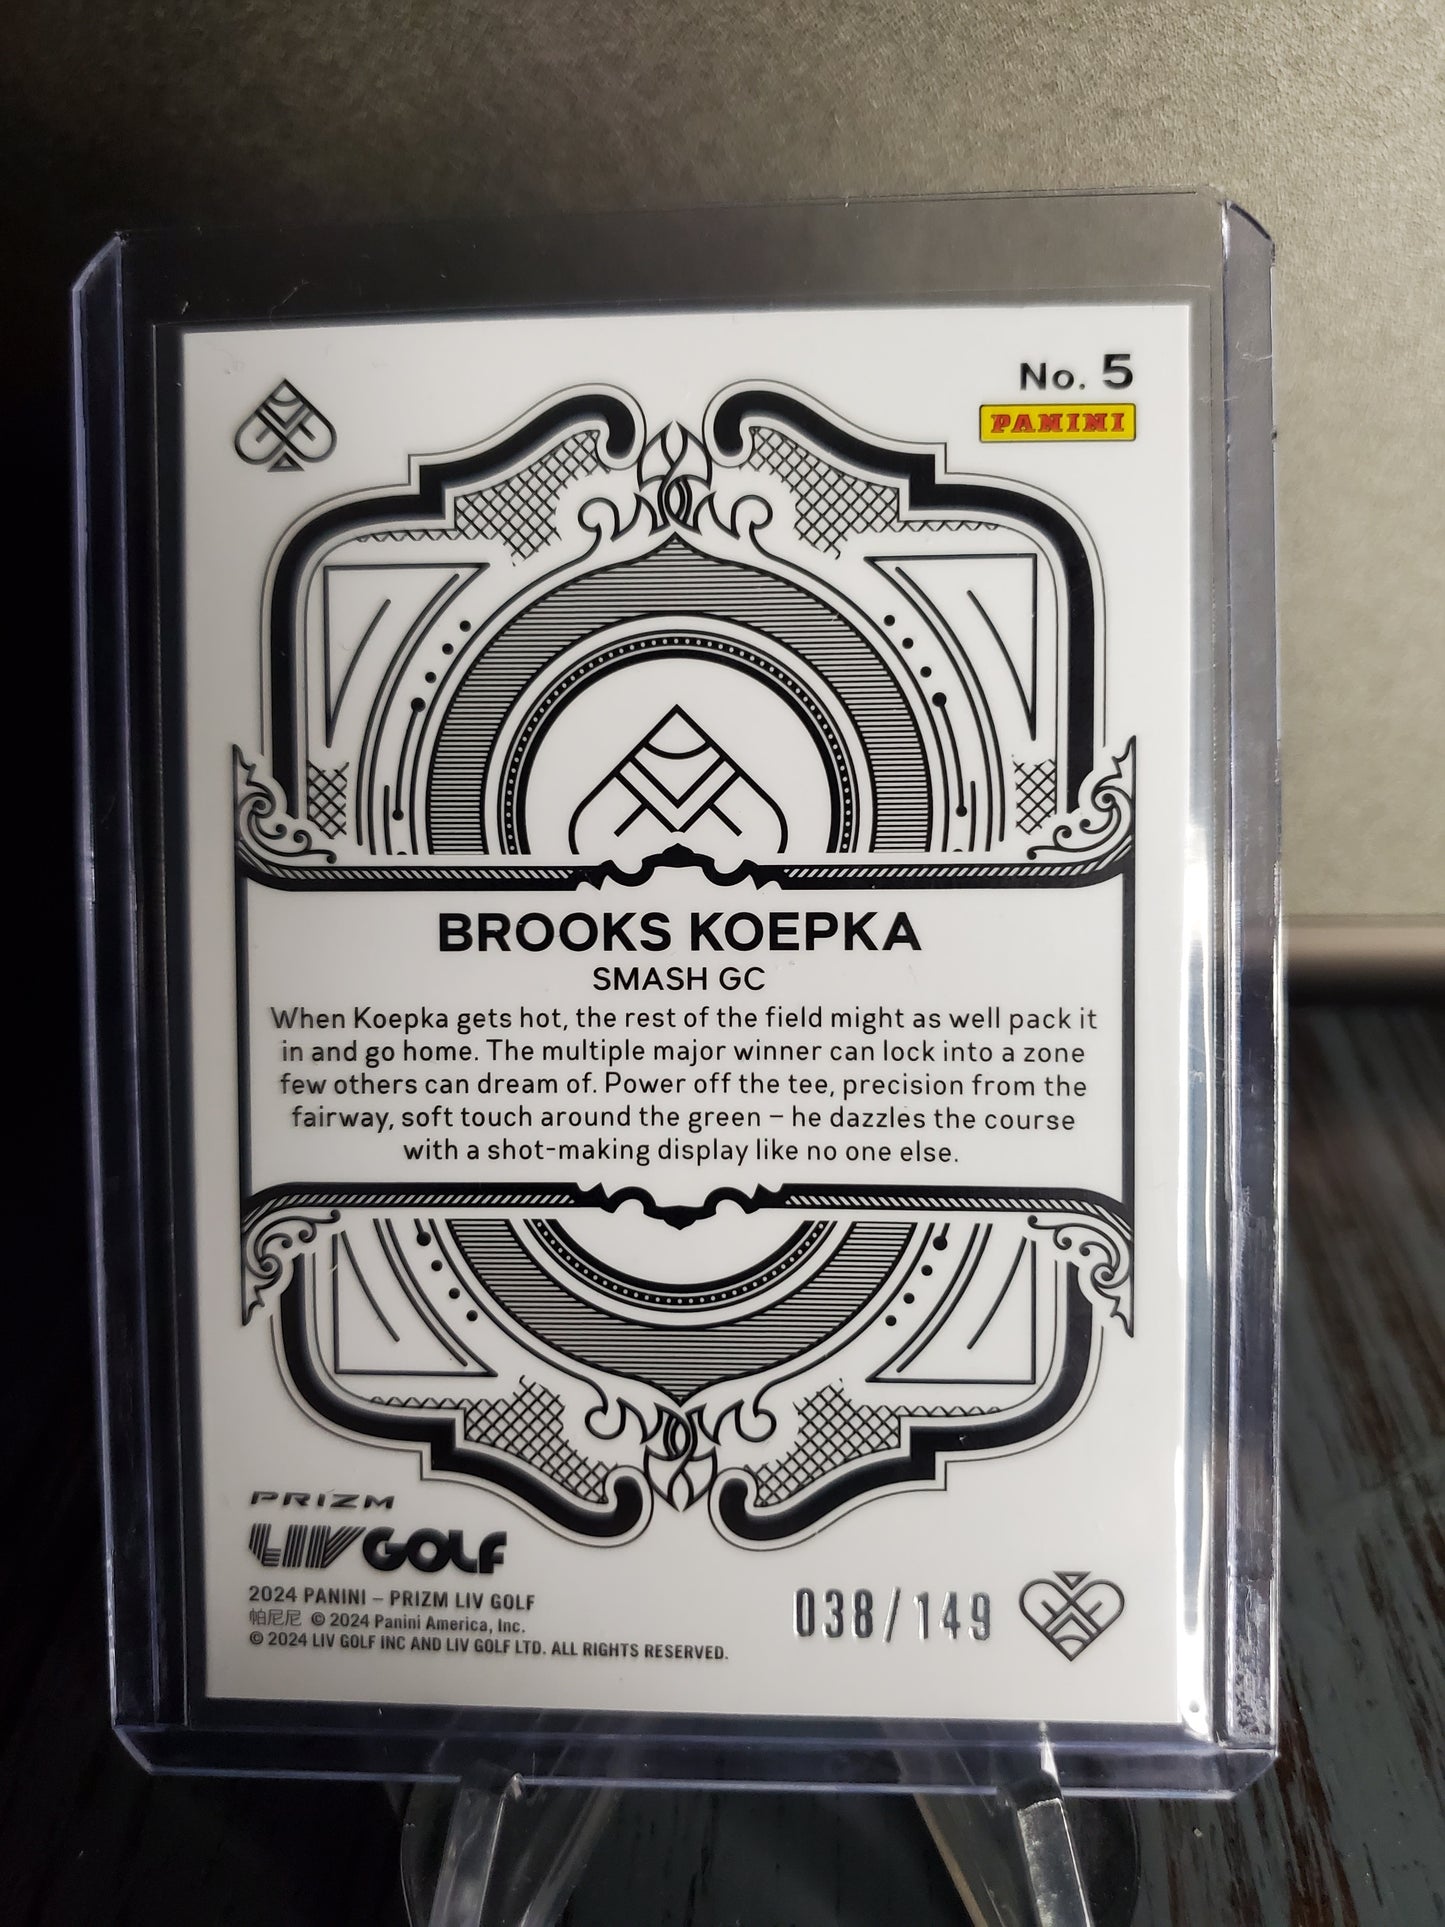 No. 5
PANINI
BROOKS KOEPKA
SMASH GC
When Koepka gets hot, the rest of the field might as well pack it
in and go home. The multiple major winner can lock into a zone
few others can dream of. Power off the tee, precision from the
fairway, soft touch around the green – he dazzles the course
with a shot-making display like no one else.
PRIZM
LIV GOLF
2024 PANINI – PRIZM LIV GOLF
帕尼尼 © 2024 Panini America, Inc.
© 2024 LIV GOLF INC AND LIV GOLF LTD. ALL RIGHTS RESERVED.
038/149